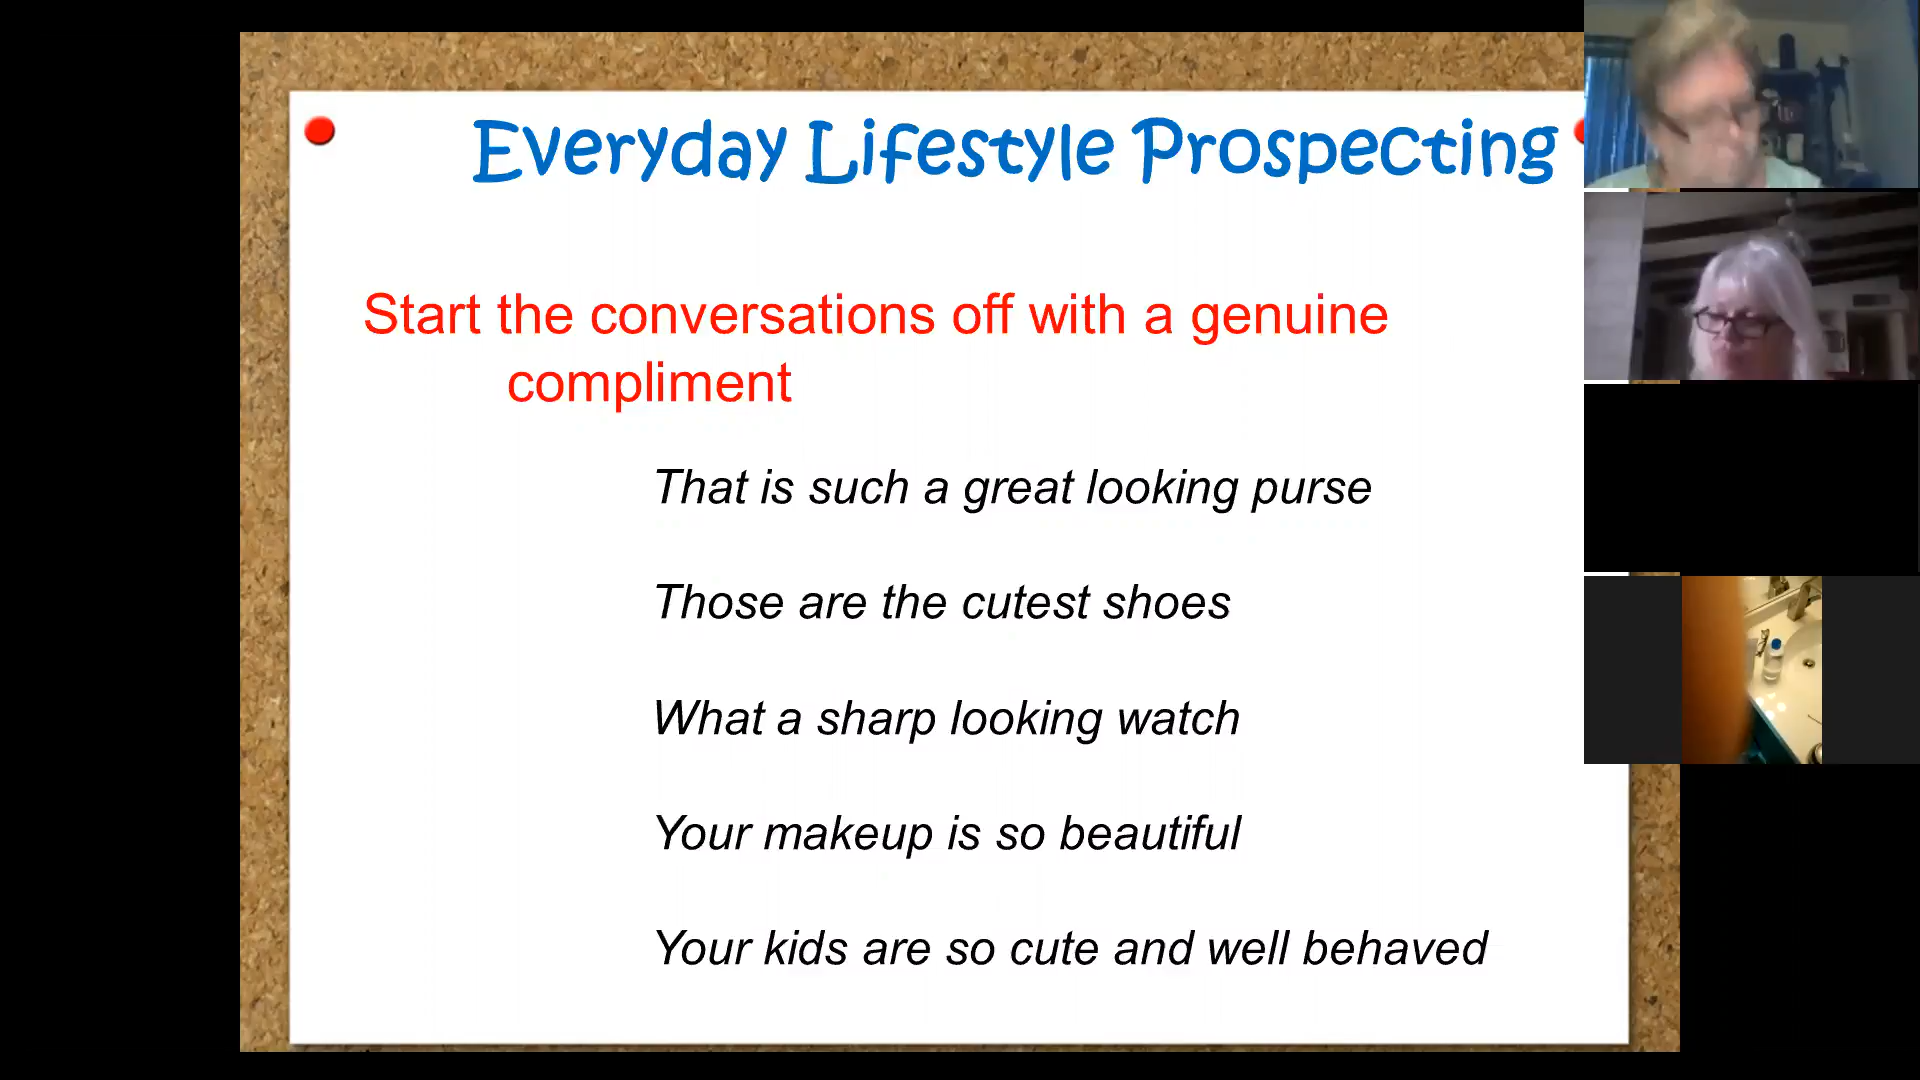 Everyday Lifestyle Prospecting
Start the conversations off with a genuine
compliment
That is such a great looking purse
Those are the cutest shoes
What a sharp looking watch
Your makeup is so beautiful
Your kids are so cute and well behaved